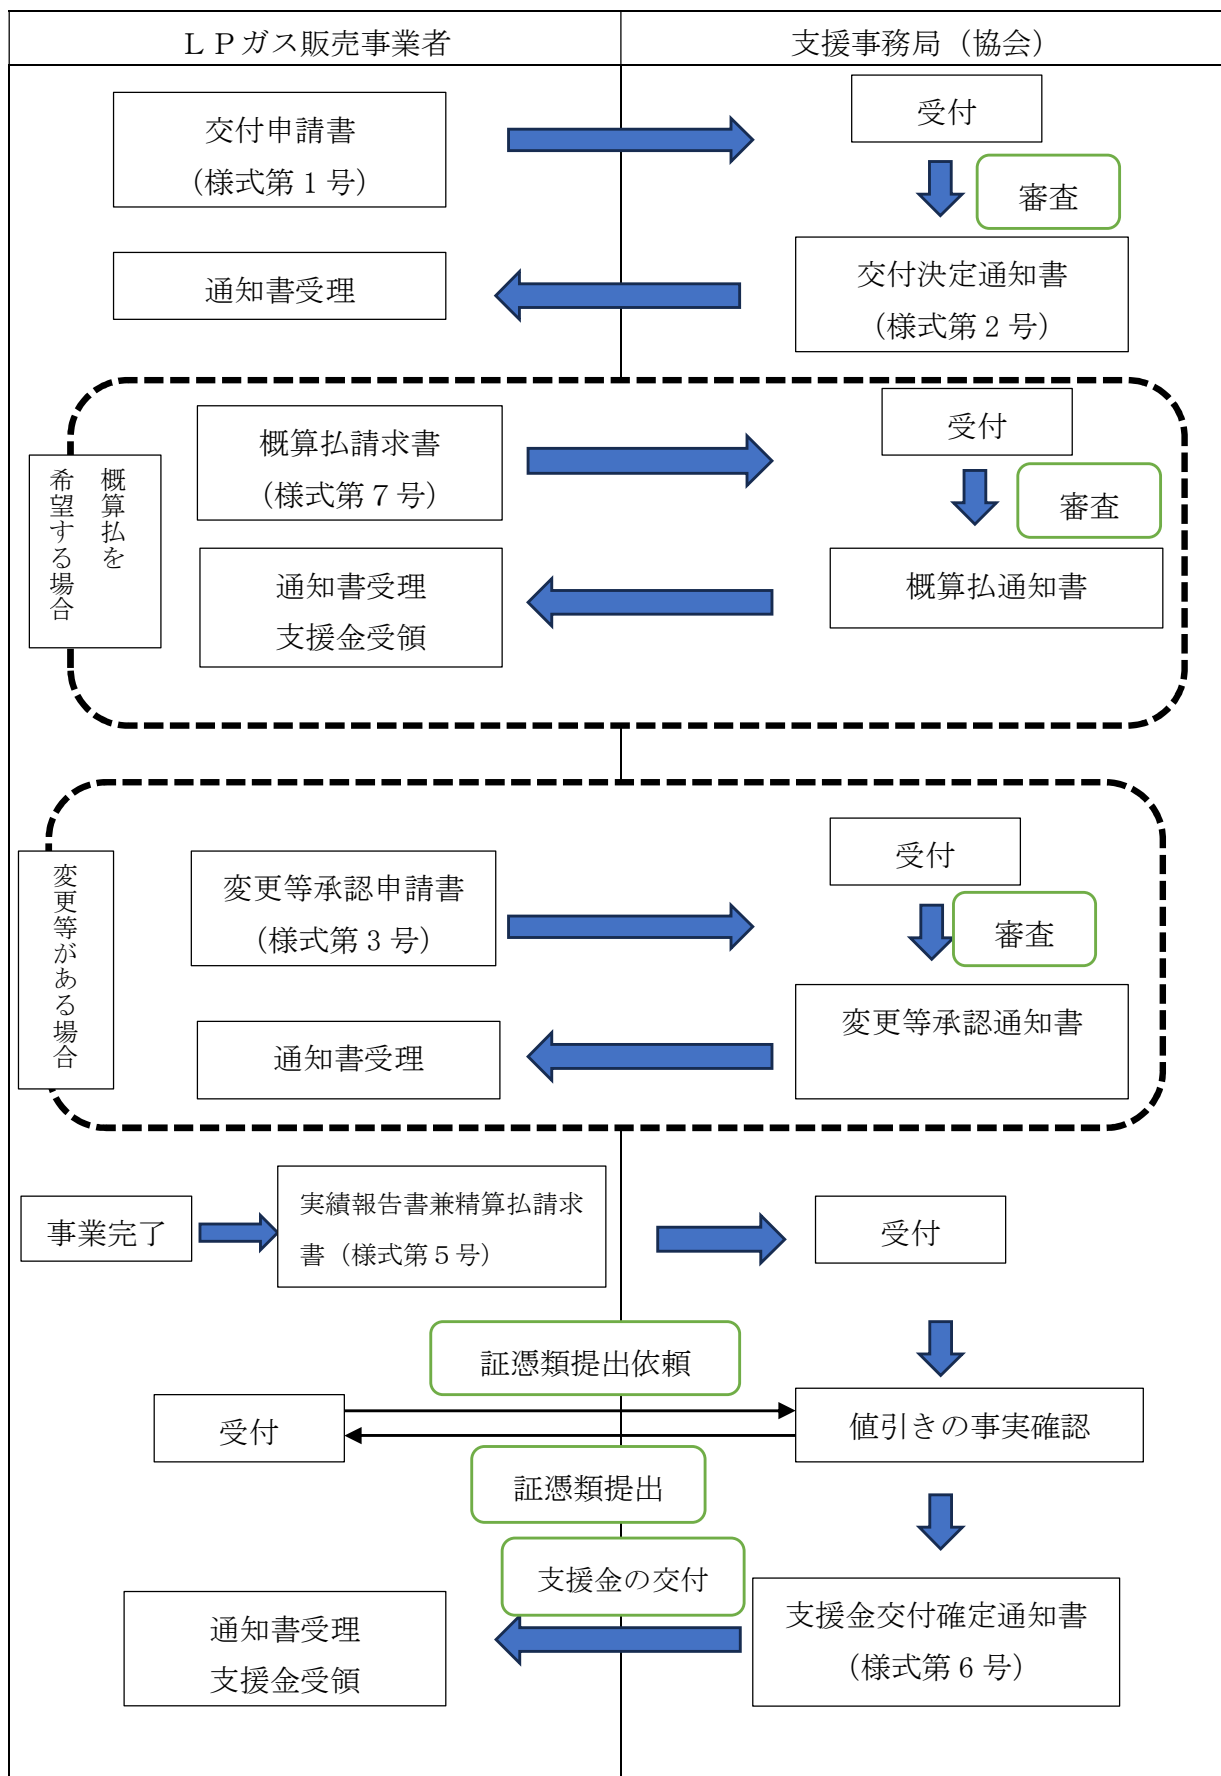 ＬＰガス販売事業者
支援事務局（協会）
交付申請書
（様式第１号）
受付
審査
通知書受理
交付決定通知書
（様式第２号）
概算払を
希望する場合
概算払請求書
（様式第７号）
受付
審査
通知書受理
支援金受領
概算払通知書
変更等がある場合
変更等承認申請書
（様式第３号）
受付
審査
通知書受理
変更等承認通知書
事業完了
実績報告書兼精算払請求
書（様式第５号）
受付
証憑類提出依頼
受付
値引きの事実確認
証憑類提出
支援金の交付
通知書受理
支援金受領
支援金交付確定通知書
（様式第６号）